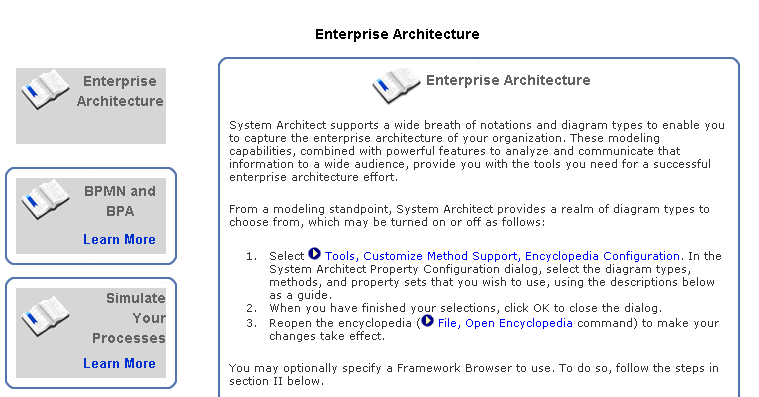 Enterprise Architecture
Enterprise
Architecture
BPMN and
BPA
Learn More
Simulate
Your
Processes
Learn More
Enterprise Architecture
System Architect supports a wide breath of notations and diagram types to enable you
to capture the enterprise architecture of your organization. These modeling
capabilities, combined with powerful features to analyze and communicate that
information to a wide audience, provide you with the tools you need for a successful
enterprise architecture effort.
From a modeling standpoint, System Architect provides a realm of diagram types to
choose from, which may be turned on or off as follows:
1. Select Tools, Customize Method Support, Encyclopedia Configuration. In the
System Architect Property Configuration dialog, select the diagram types,
methods, and property sets that you wish to use, using the descriptions below
as a guide.
2. When you have finished your selections, click OK to close the dialog.
3. Reopen the encyclopedia ( File, Open Encyclopedia command) to make your
changes take effect.
You may optionally specify a Framework Browser to use. To do so, follow the steps in
section II below.